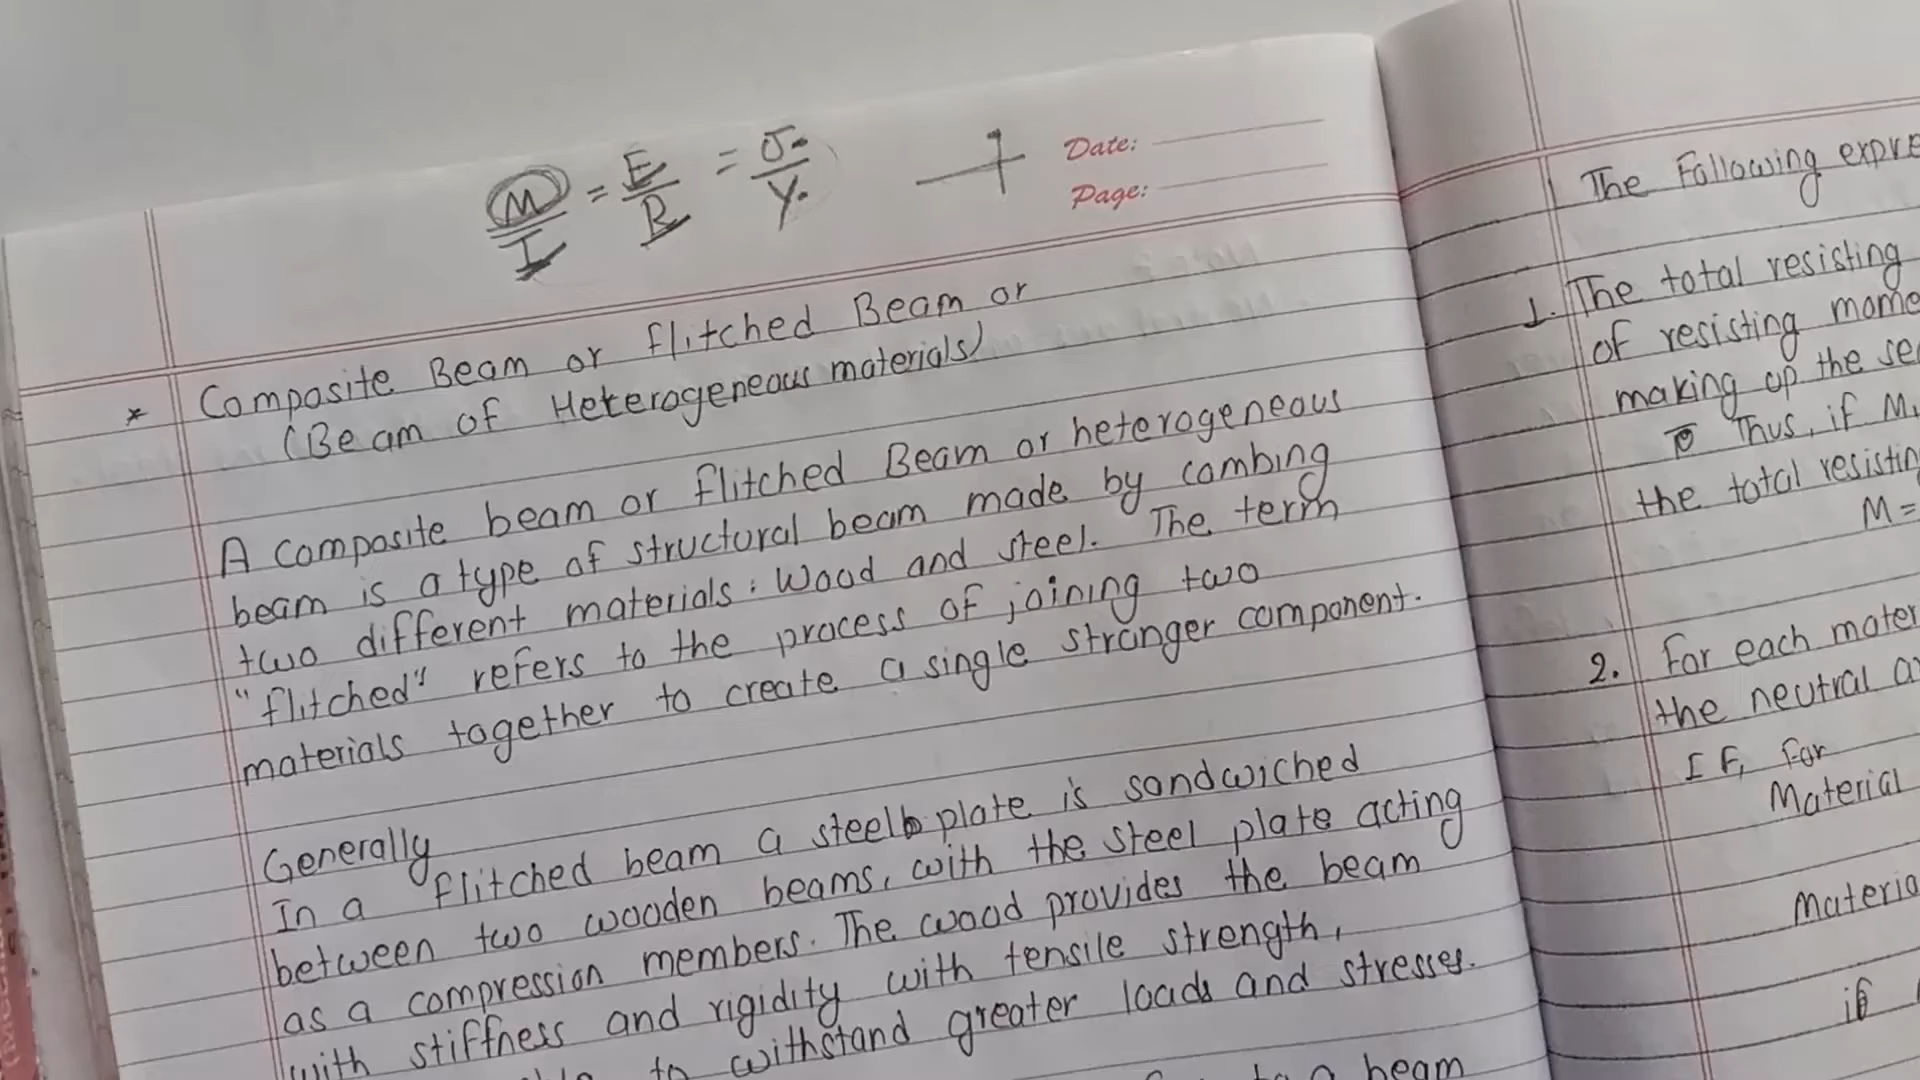 M/I = E/R = σ/y
Date:
Page:
* Composite Beam or flitched Beam or
(Beam of Heterogeneous materials)
A composite beam or flitched Beam or heterogeneous
beam is a type of structural beam made by combing
two different materials: Wood and steel. The term
"flitched" refers to the process of joining two
materials together to create a single stronger component.
Generally
In a flitched beam a steel plate is sandwiched
between two wooden beams, with the steel plate acting
as a compression members. The wood provides the beam
with stiffness and rigidity with tensile strength,
to withstand greater loads and stresses.
to a beam
The Following
1. The total resisting
of resisting
making up the
Thus, if M
the total
M =
2. For each
the neutral
If, For
Material
if